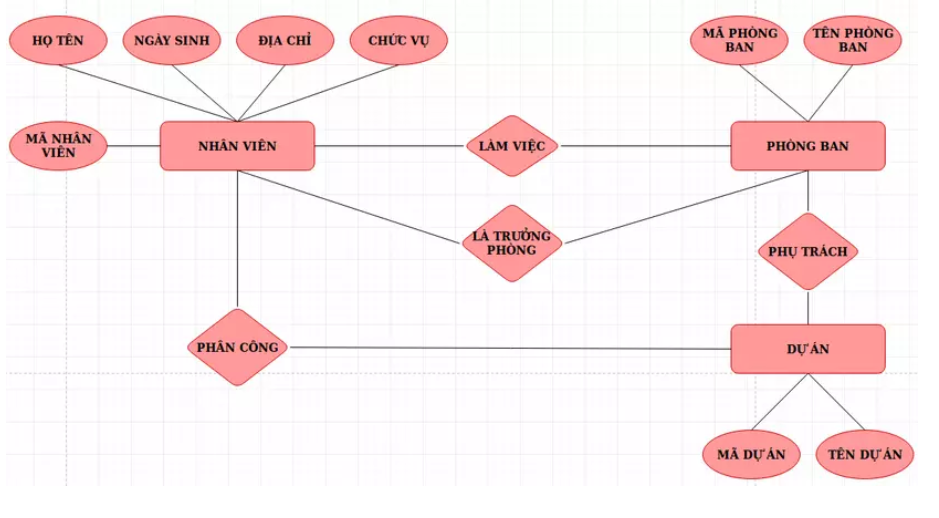 HỌ TÊN
NGÀY SINH
ĐỊA CHỈ
CHỨC VỤ
MÃ PHÒNG
BAN
TÊN PHÒNG
BAN
MÃ NHÂN
VIÊN
NHÂN VIÊN
LÀM VIỆC
PHÒNG BAN
LÀ TRƯỞNG
PHÒNG
PHỤ TRÁCH
PHÂN CÔNG
DỰ ÁN
MÃ DỰ ÁN
TÊN DỰ ÁN